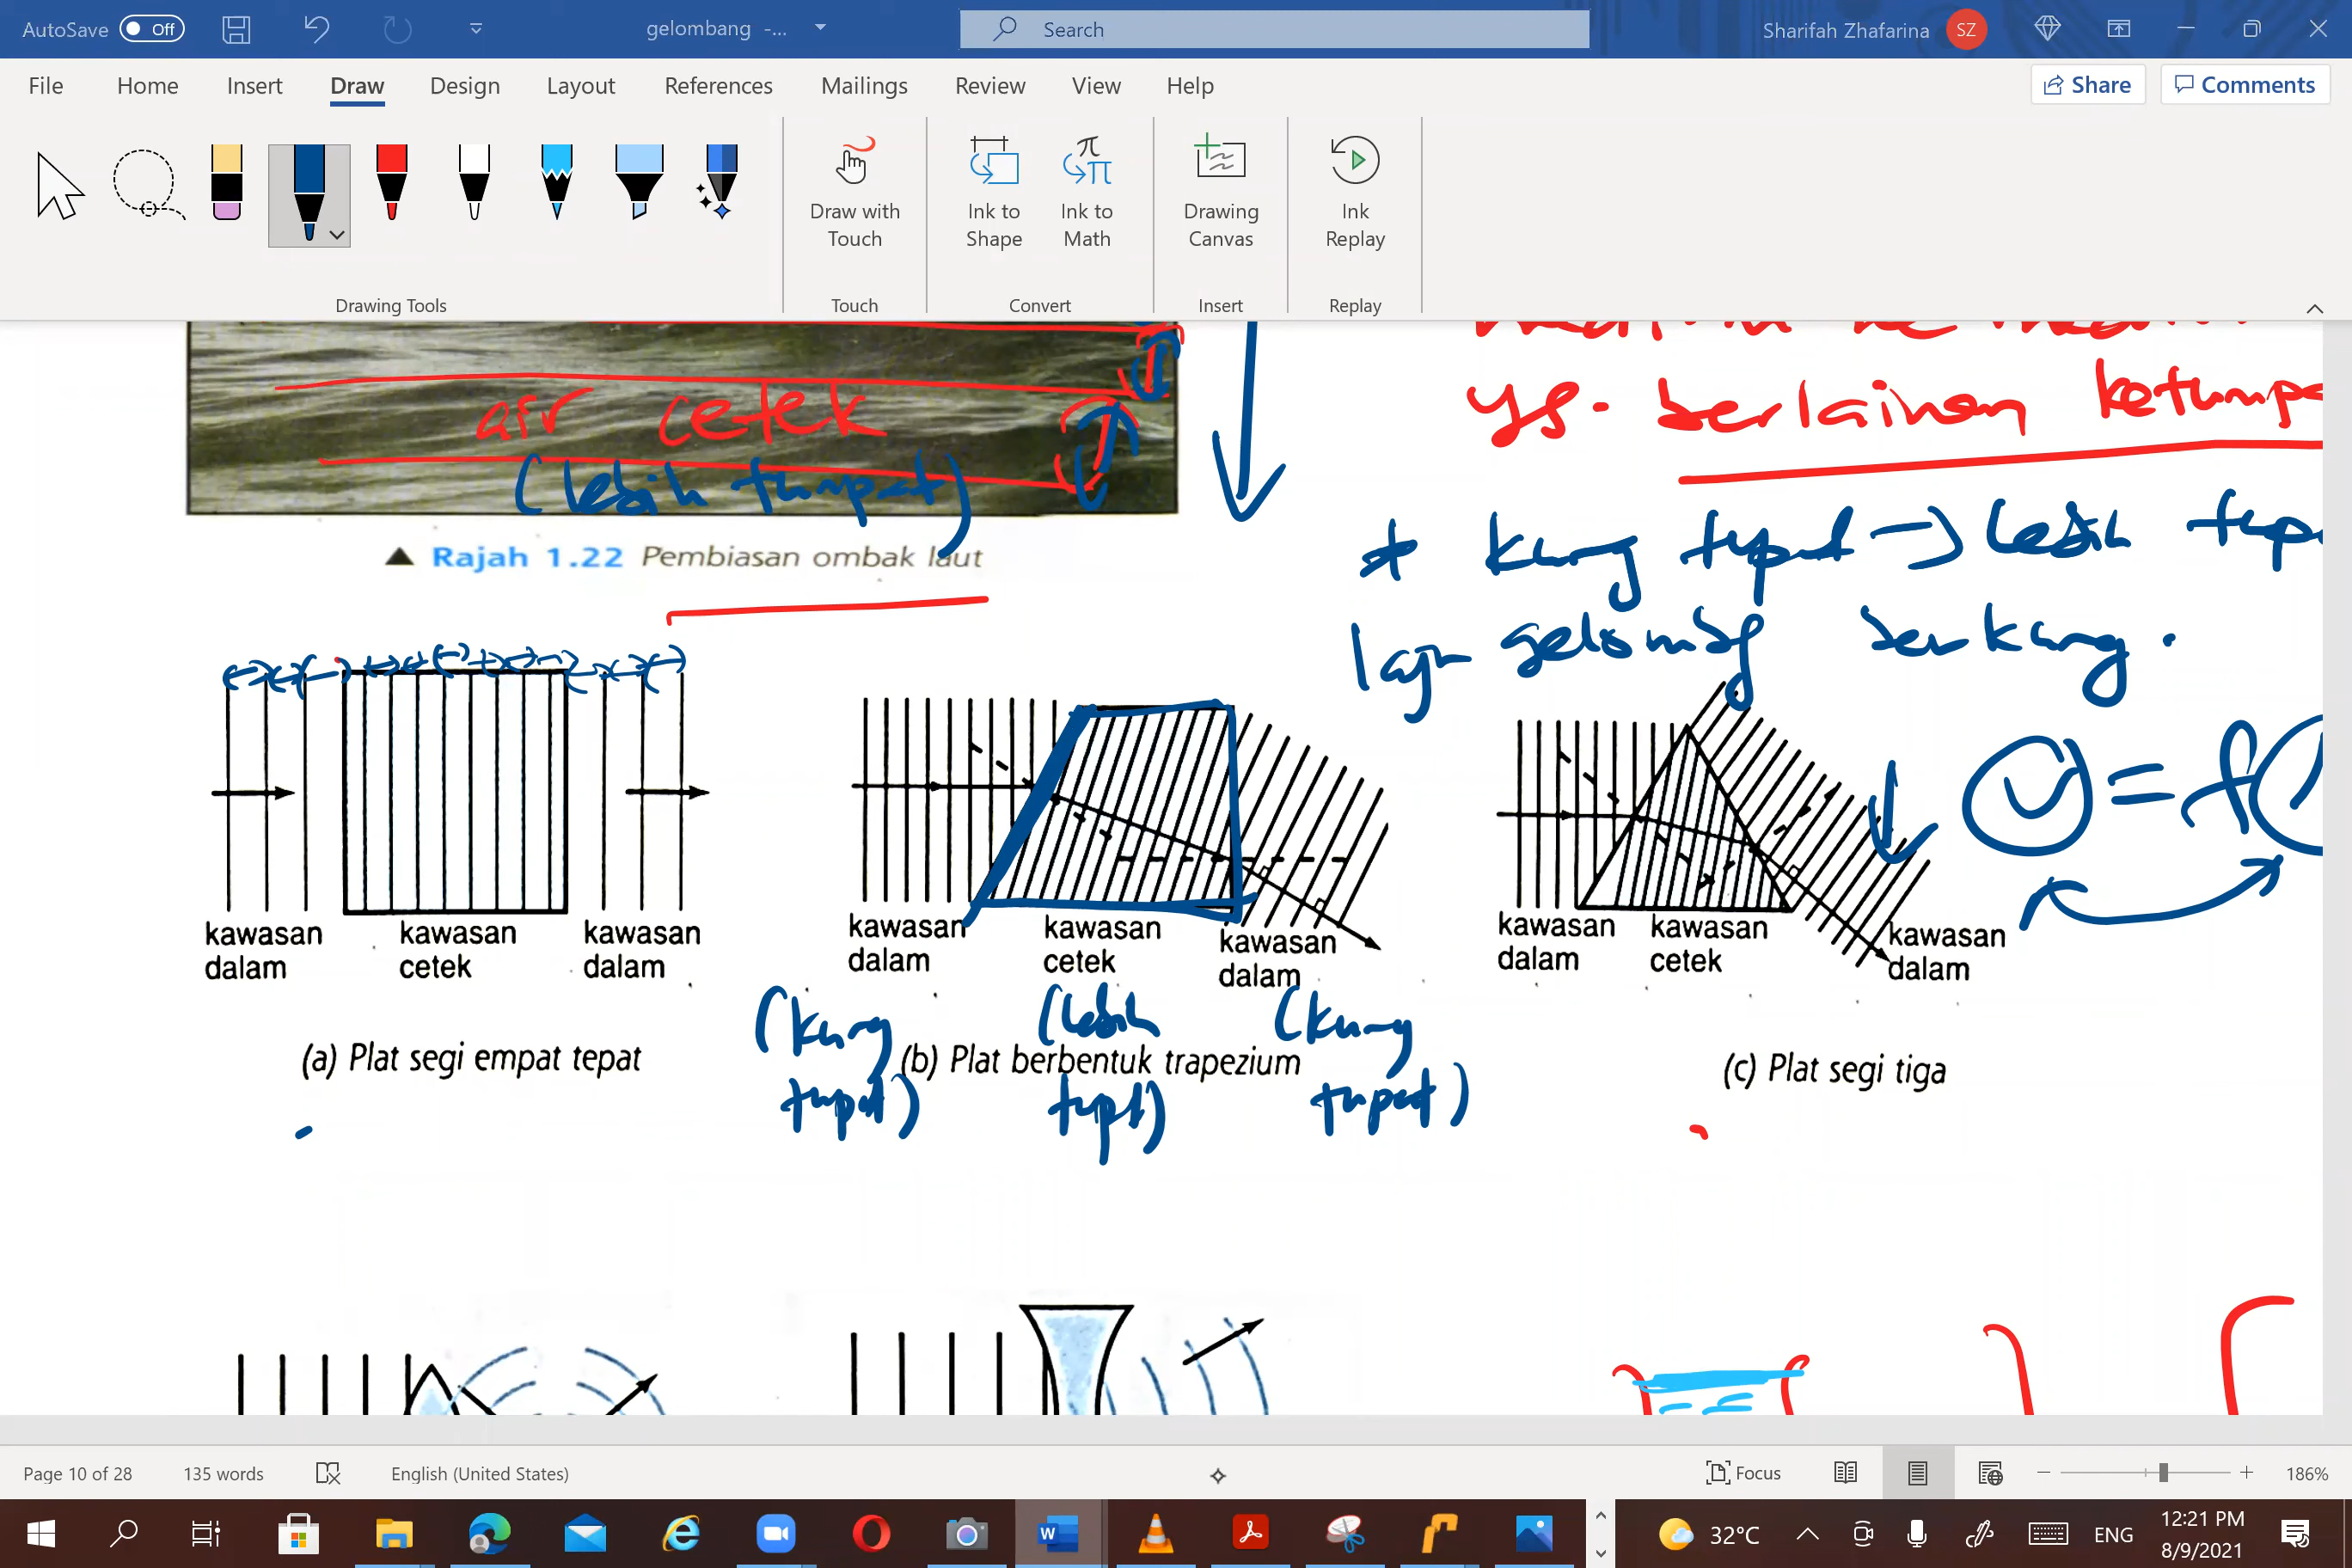 AutoSave Off
gelombang -...
Search
Sharifah Zhafarina SZ
File Home Insert Draw Design Layout References Mailings Review View Help
Share Comments
Draw with Touch
Ink to Shape
Ink to Math
Drawing Canvas
Ink Replay
Drawing Tools Touch Convert Insert Replay
air cetek
(lebih tumpat)
▲ Rajah 1.22 Pembiasan ombak laut
yg. berlainan
* kurang → lebih
laju gelombang berkurang.
V = f
kawasan dalam
kawasan cetek
kawasan dalam
(a) Plat segi empat tepat
kawasan dalam
kawasan cetek
kawasan dalam
(kurang tumpat)
(lebih tumpat)
(kurang tumpat)
(b) Plat berbentuk trapezium
kawasan dalam
kawasan cetek
kawasan dalam
(c) Plat segi tiga
Page 10 of 28 135 words English (United States)
Focus 186%
32°C ENG
12:21 PM
8/9/2021